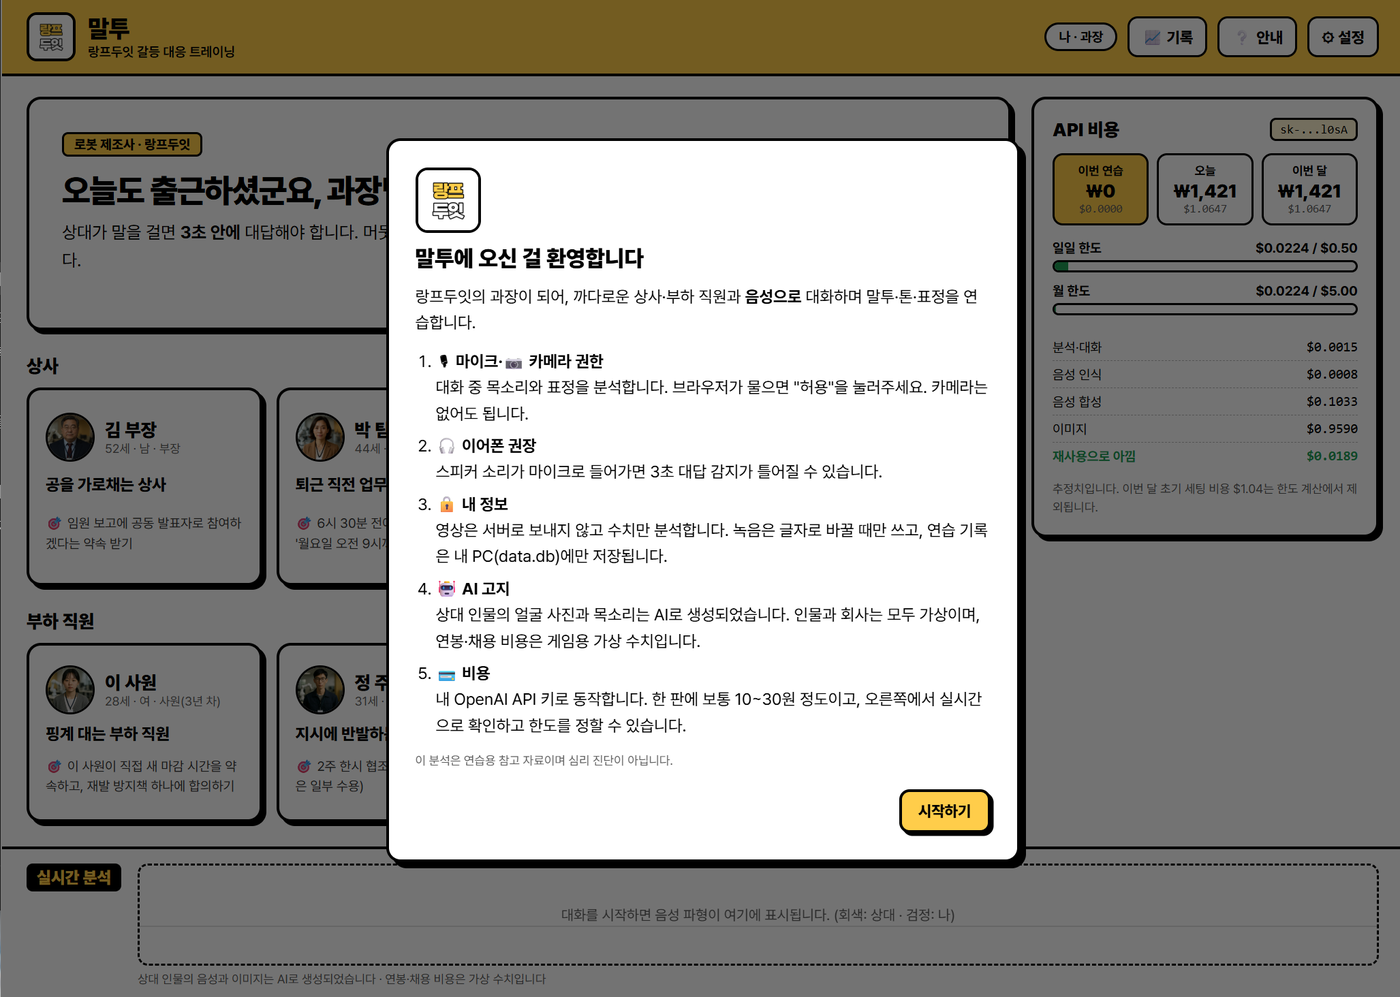 랑프
두잇
말투
랑프두잇 갈등 대응 트레이닝
나 · 과장
기록
안내
설정
로봇 제조사 · 랑프두잇
오늘도 출근하셨군요, 과장
상대가 말을 걸면 3초 안에 대답해야 합니다. 머뭇
다.
상사
김 부장
52세 · 남 · 부장
공을 가로채는 상사
임원 보고에 공동 발표자로 참여하
겠다는 약속 받기
박 팀
44세 ·
퇴근 직전 업무
6시 30분 전
'월요일 오전 9시
부하 직원
이 사원
28세 · 여 · 사원(3년 차)
핑계 대는 부하 직원
이 사원이 직접 새 마감 시간을 약
속하고, 재발 방지책 하나에 합의하기
정 주
31세 ·
지시에 반발하
2주 한시 협조
은 일부 수용)
랑프
두잇
말투에 오신 걸 환영합니다
랑프두잇의 과장이 되어, 까다로운 상사·부하 직원과 음성으로 대화하며 말투·톤·표정을 연
습합니다.
1. 마이크· 카메라 권한
대화 중 목소리와 표정을 분석합니다. 브라우저가 물으면 "허용"을 눌러주세요. 카메라는
없어도 됩니다.
2. 이어폰 권장
스피커 소리가 마이크로 들어가면 3초 대답 감지가 틀어질 수 있습니다.
3. 내 정보
영상은 서버로 보내지 않고 수치만 분석합니다. 녹음은 글자로 바꿀 때만 쓰고, 연습 기록
은 내 PC(data.db)에만 저장됩니다.
4. AI 고지
상대 인물의 얼굴 사진과 목소리는 AI로 생성되었습니다. 인물과 회사는 모두 가상이며,
연봉·채용 비용은 게임용 가상 수치입니다.
5. 비용
내 OpenAI API 키로 동작합니다. 한 판에 보통 10~30원 정도이고, 오른쪽에서 실시간
으로 확인하고 한도를 정할 수 있습니다.
이 분석은 연습용 참고 자료이며 심리 진단이 아닙니다.
시작하기
API 비용
sk-...l0sA
이번 연습
₩0
$0.0000
오늘
₩1,421
$1.0647
이번 달
₩1,421
$1.0647
일일 한도 $0.0224 / $0.50
월 한도 $0.0224 / $5.00
분석·대화 $0.0015
음성 인식 $0.0008
음성 합성 $0.1033
이미지 $0.9590
재사용으로 아낌 $0.0189
추정치입니다. 이번 달 초기 세팅 비용 $1.04는 한도 계산에서 제
외됩니다.
실시간 분석
대화를 시작하면 음성 파형이 여기에 표시됩니다. (회색: 상대 · 검정: 나)
상대 인물의 음성과 이미지는 AI로 생성되었습니다 · 연봉·채용 비용은 가상 수치입니다